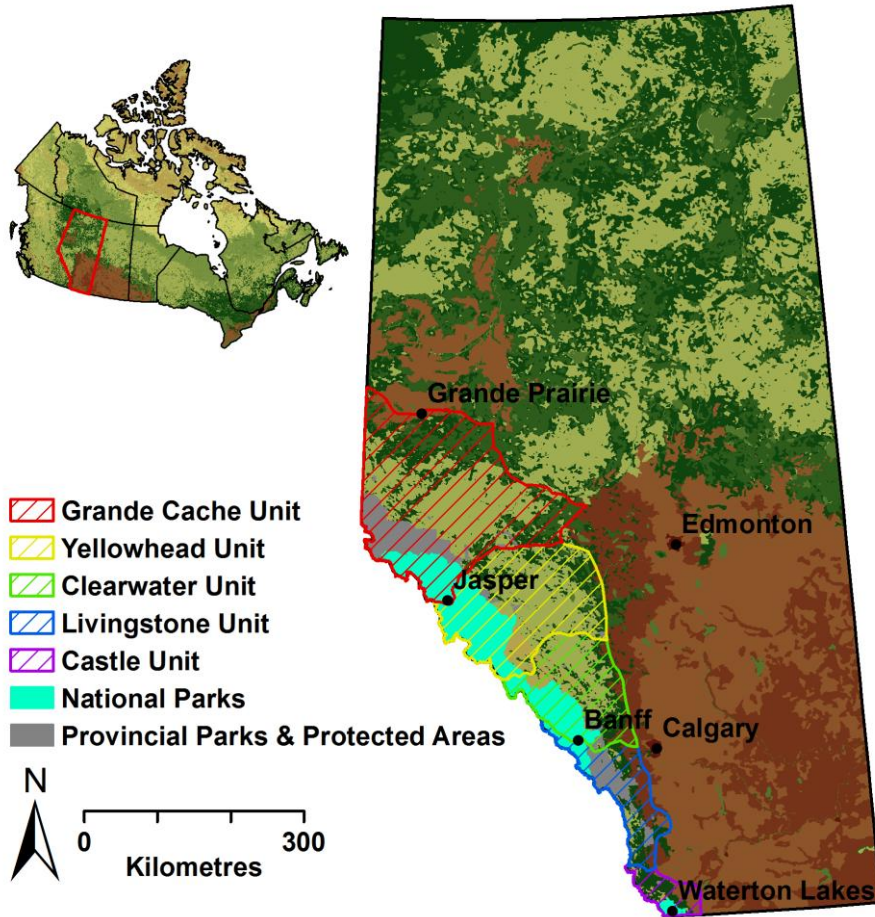 Grande Prairie
Edmonton
Jasper
Banff
Calgary
Waterton Lakes
Grande Cache Unit
Yellowhead Unit
Clearwater Unit
Livingstone Unit
Castle Unit
National Parks
Provincial Parks & Protected Areas
N
0 300
Kilometres